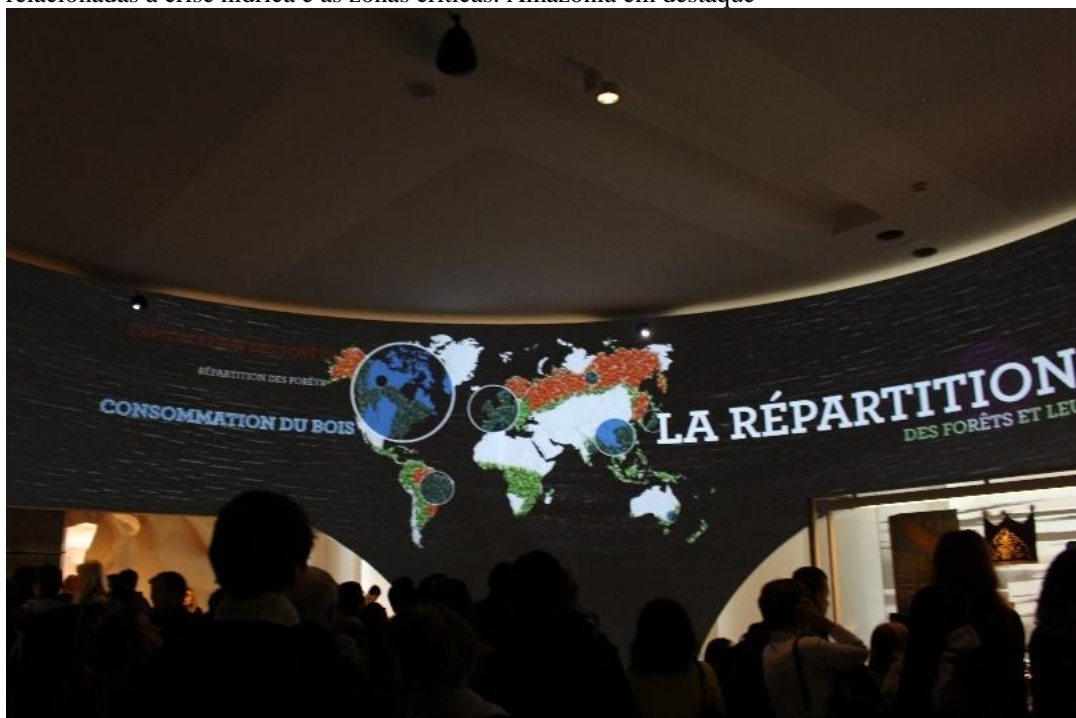 relacionadas à crise hídrica e as zonas críticas. Amazônia em destaque
RÉPARTITION DES FORÊTS
CONSOMMATION DU BOIS
LA RÉPARTITION
DES FORÊTS ET LEU